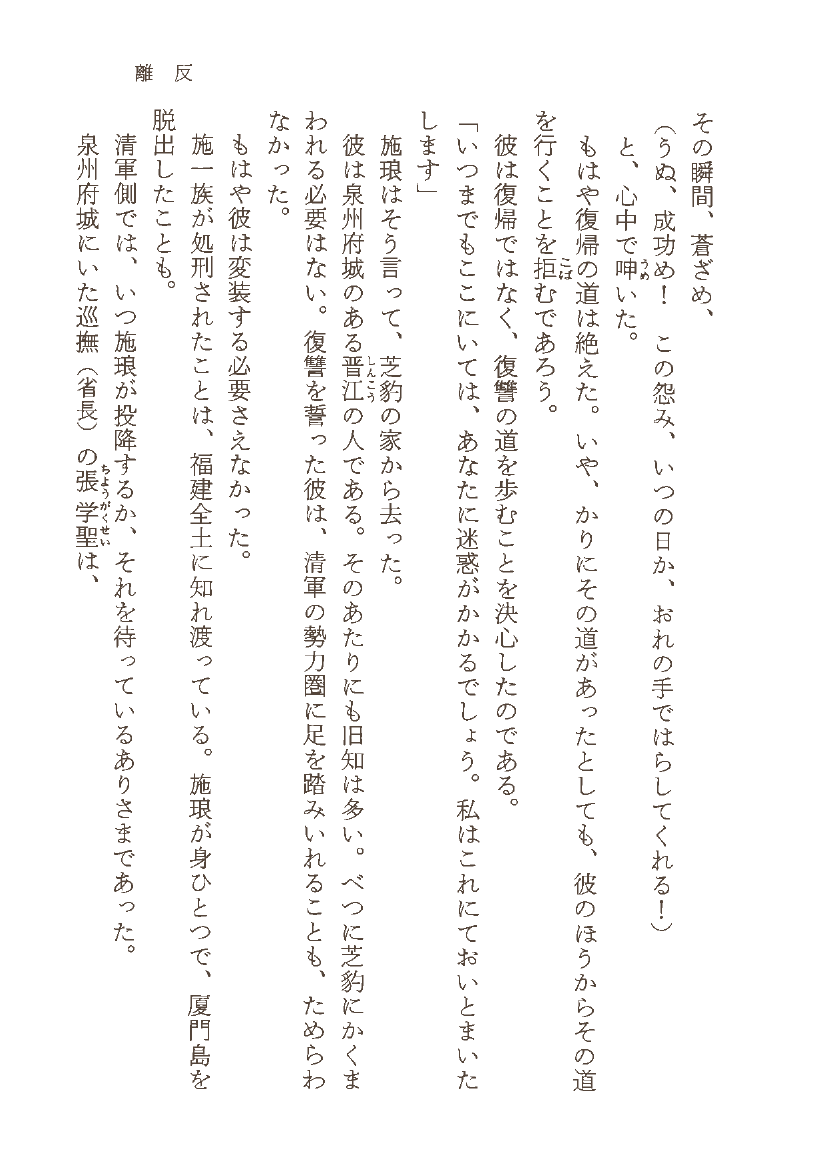 離反
その瞬間、蒼ざめ、
（うぬ、成功め！　この怨み、いつの日か、おれの手ではらしてくれる！）
と、心中で呻いた。
もはや復帰の道は絶えた。いや、かりにその道があったとしても、彼のほうからその道
を行くことを拒むであろう。
彼は復帰ではなく、復讐の道を歩むことを決心したのである。
「いつまでもここにいては、あなたに迷惑がかかるでしょう。私はこれにておいとまいた
します」
施琅はそう言って、芝豹の家から去った。
彼は泉州府城のある晋江の人である。そのあたりにも旧知は多い。べつに芝豹にかくま
われる必要はない。復讐を誓った彼は、清軍の勢力圏に足を踏みいれることも、ためらわ
なかった。
もはや彼は変装する必要さえなかった。
施一族が処刑されたことは、福建全土に知れ渡っている。施琅が身ひとつで、厦門島を
脱出したことも。
清軍側では、いつ施琅が投降するか、それを待っているありさまであった。
泉州府城にいた巡撫（省長）の張学聖は、
うめ
こば
しんこう
ちようがくせい